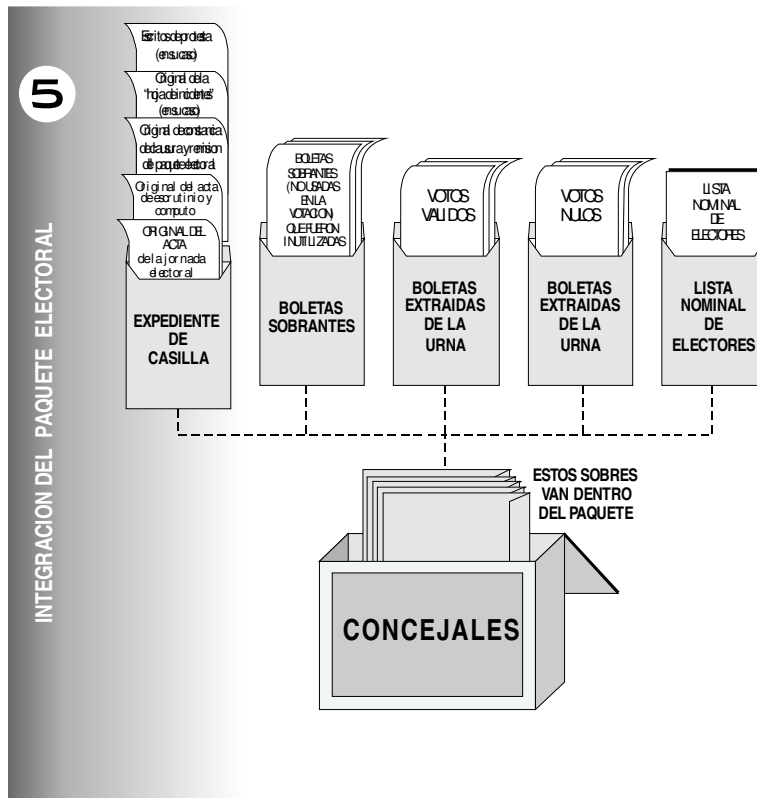 5
INTEGRACION DEL PAQUETE ELECTORAL
Escritos de protesta
(en su caso)
Original de la
"hoja de incidentes"
(en su caso)
Original de constancia
de clausura y remision
del paquete electoral
Original del acta
de escrutinio y
computo
ORIGINAL DEL
ACTA
de la jornada
electoral
EXPEDIENTE
DE
CASILLA
BOLETAS
SOBRANTES
(NO USADAS
EN LA
VOTACION)
QUE FUERON
INUTILIZADAS
BOLETAS
SOBRANTES
VOTOS
VALIDOS
BOLETAS
EXTRAIDAS
DE LA
URNA
VOTOS
NULOS
BOLETAS
EXTRAIDAS
DE LA
URNA
LISTA
NOMINAL
DE
ELECTORES
LISTA
NOMINAL
DE
ELECTORES
ESTOS SOBRES
VAN DENTRO
DEL PAQUETE
CONCEJALES